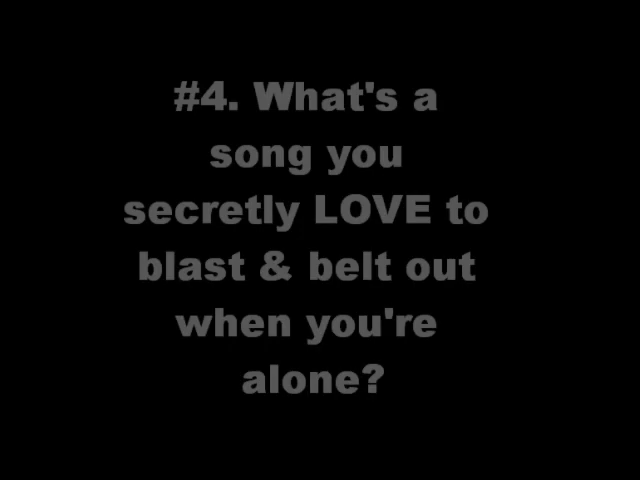 #4. What's a
song you
secretly LOVE to
blast & belt out
when you're
alone?